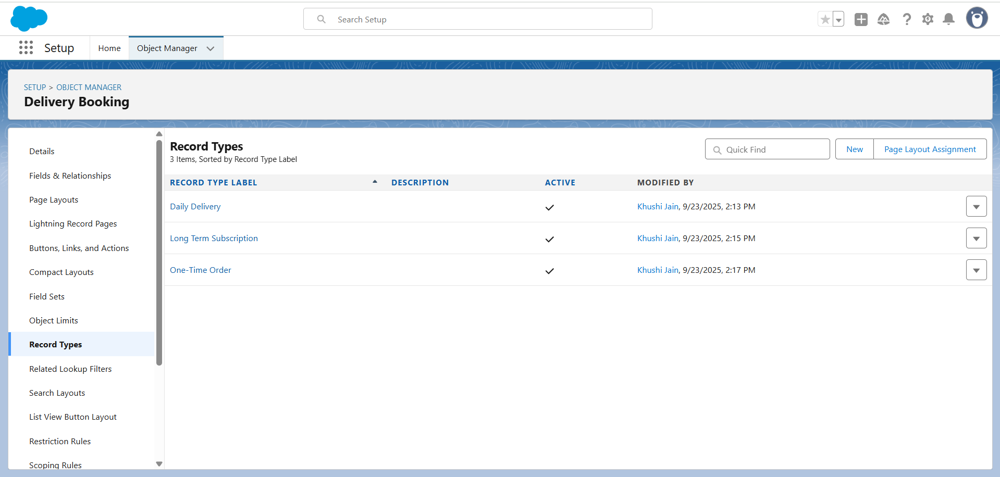 Search Setup
Setup
Home
Object Manager
SETUP > OBJECT MANAGER
Delivery Booking
Details
Fields & Relationships
Page Layouts
Lightning Record Pages
Buttons, Links, and Actions
Compact Layouts
Field Sets
Object Limits
Record Types
Related Lookup Filters
Search Layouts
List View Button Layout
Restriction Rules
Scoping Rules
Record Types
3 Items, Sorted by Record Type Label
Quick Find
New
Page Layout Assignment
RECORD TYPE LABEL DESCRIPTION ACTIVE MODIFIED BY
Daily Delivery Khushi Jain, 9/23/2025, 2:13 PM
Long Term Subscription Khushi Jain, 9/23/2025, 2:15 PM
One-Time Order Khushi Jain, 9/23/2025, 2:17 PM